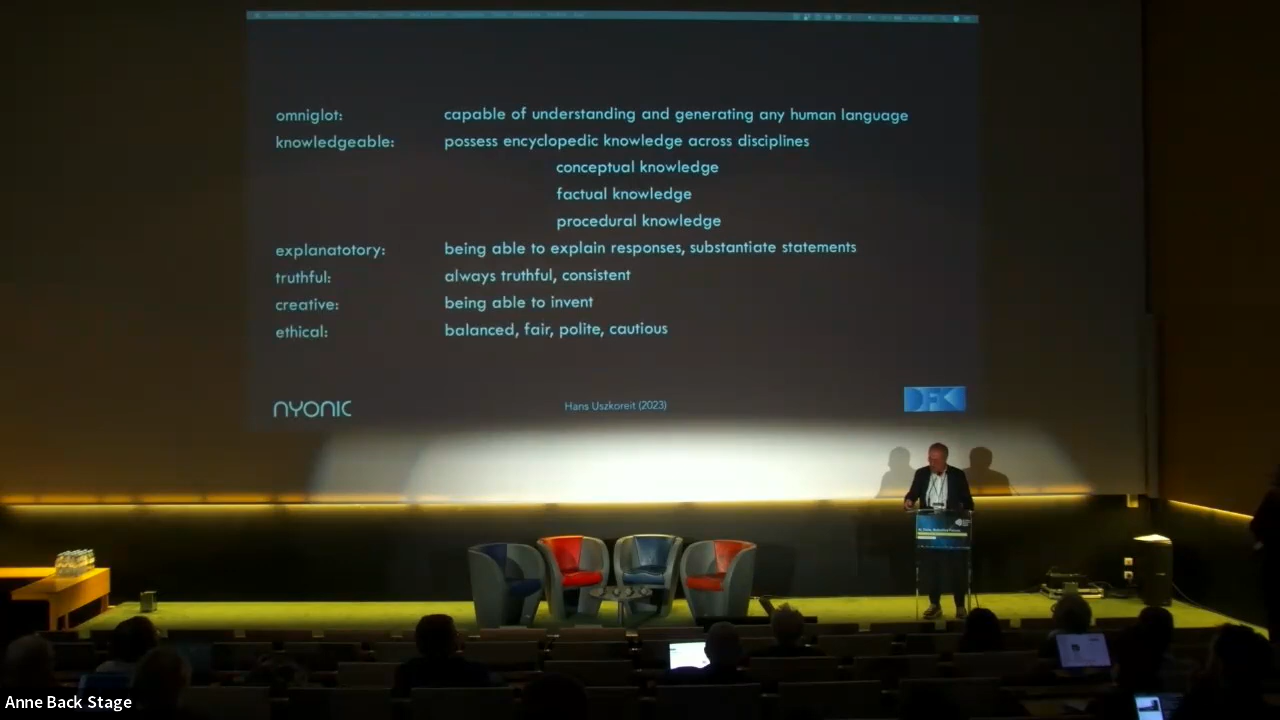 omniglot: capable of understanding and generating any human language
knowledgeable: possess encyclopedic knowledge across disciplines
conceptual knowledge
factual knowledge
procedural knowledge
explanatotory: being able to explain responses, substantiate statements
truthful: always truthful, consistent
creative: being able to invent
ethical: balanced, fair, polite, cautious
NYONIC Hans Uszkoreit (2023) DFK
Anne Back Stage